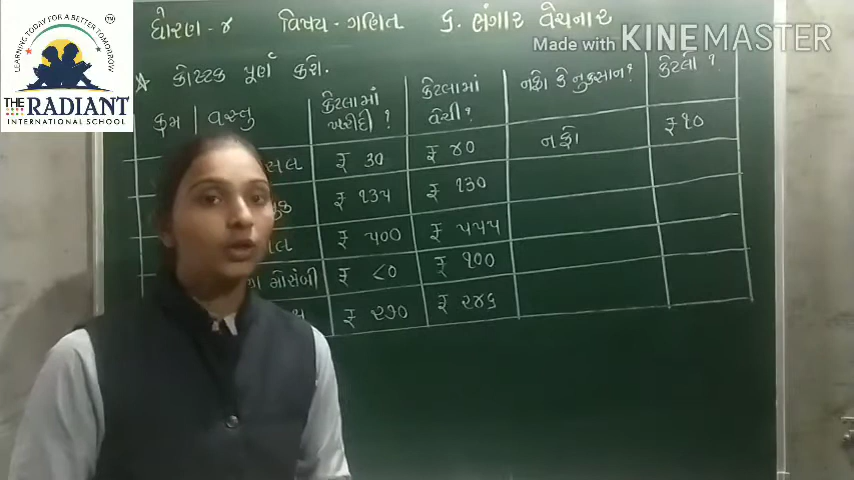 LEARNING TODAY FOR A BETTER TOMORROW
TM
THE RADIANT
INTERNATIONAL SCHOOL
Made with KINEMASTER
ધોરણ - ૪ વિષય - ગણિત ૬. ભંગાર વેચનાર
★ કોષ્ટક પૂર્ણ કરો.
ક્રમ વસ્તુ કેટલામાં ખરીદી? કેટલામાં વેચી? નફો કે નુકસાન? કેટલો?
સલ ₹ ૩૦ ₹ ૪૦ નફો ₹ ૧૦
₹ ૧૩૫ ₹ ૧૩૦
₹ ૫૦૦ ₹ ૫૫૫
મોસંબી ₹ ૮૦ ₹ ૧૦૦
₹ ૨૭૦ ₹ ૨૪૬